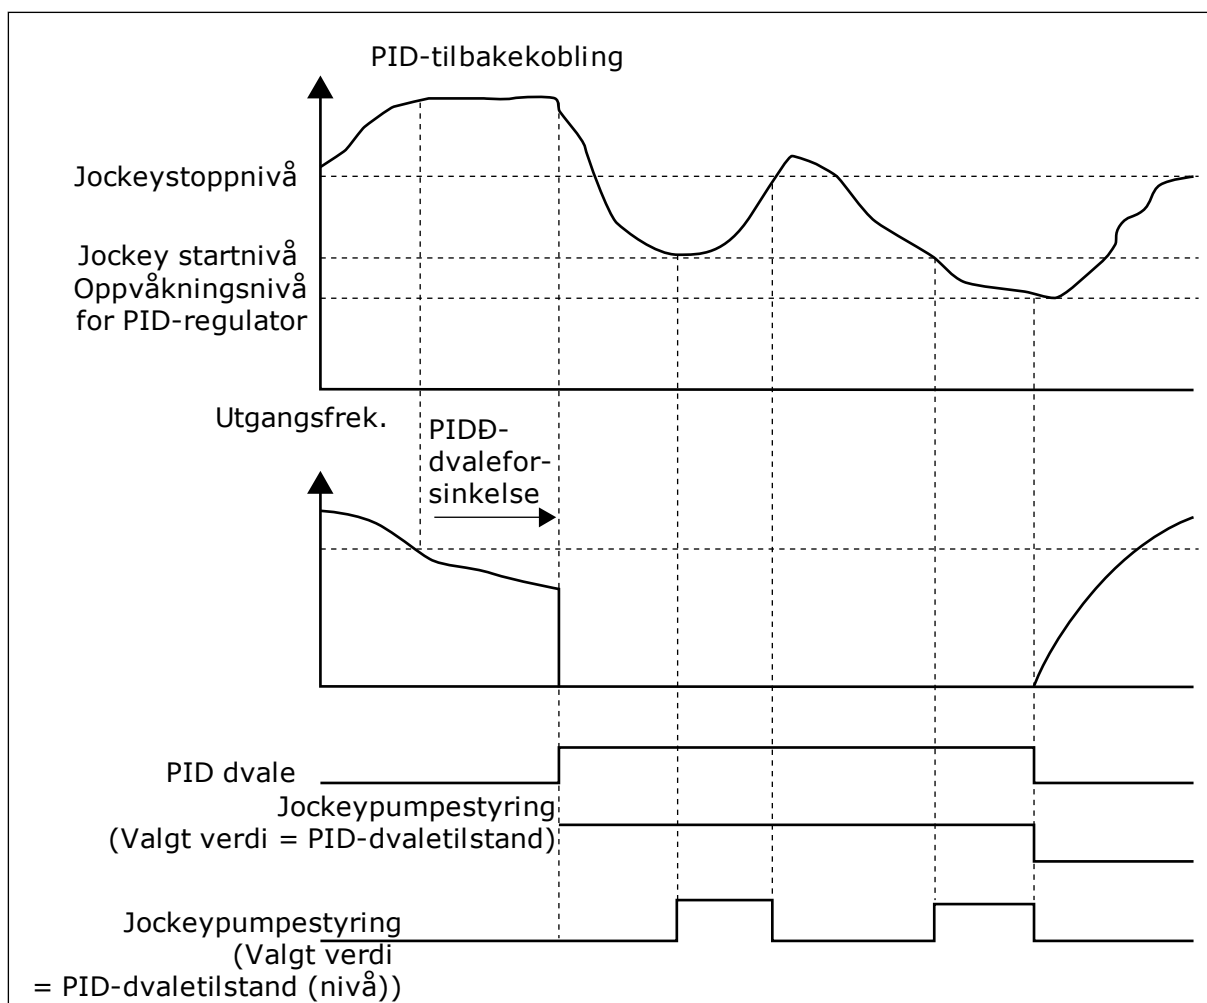 PID-tilbakekobling
Jockeystoppnivå
Jockey startnivå
Oppvåkningsnivå
for PID-regulator
Utgangsfrek.
PIDĐ-
dvalefor-
sinkelse
PID dvale
Jockeypumpestyring
(Valgt verdi = PID-dvaletilstand)
Jockeypumpestyring
(Valgt verdi
= PID-dvaletilstand (nivå))